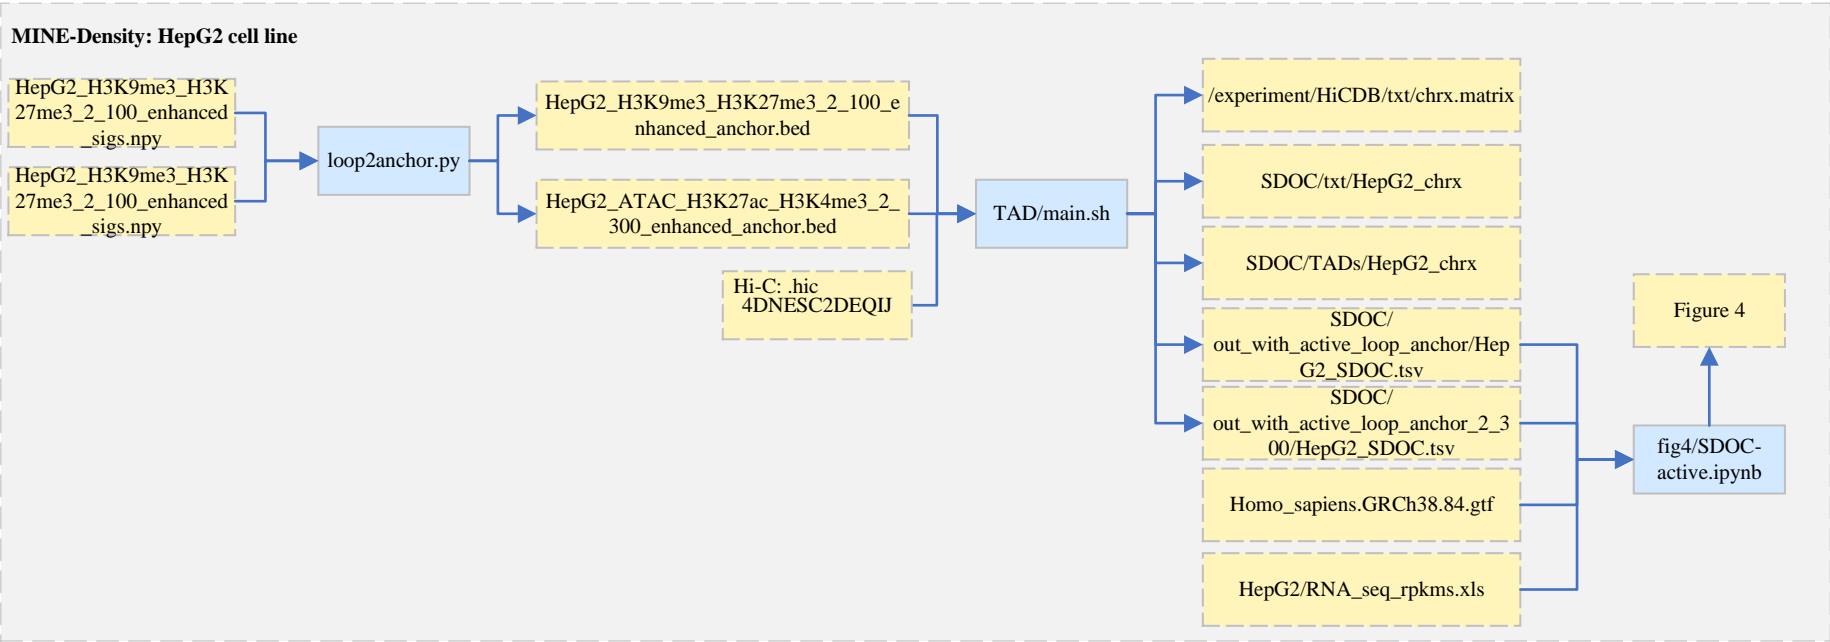 MINE-Density: HepG2 cell line
HepG2_H3K9me3_H3K
27me3_2_100_enhanced
_sigs.npy
HepG2_H3K9me3_H3K
27me3_2_100_enhanced
_sigs.npy
loop2anchor.py
HepG2_H3K9me3_H3K27me3_2_100_e
nhanced_anchor.bed
HepG2_ATAC_H3K27ac_H3K4me3_2_
300_enhanced_anchor.bed
Hi-C: .hic
4DNESC2DEQIJ
TAD/main.sh
/experiment/HiCDB/txt/chrx.matrix
SDOC/txt/HepG2_chrx
SDOC/TADs/HepG2_chrx
SDOC/
out_with_active_loop_anchor/Hep
G2_SDOC.tsv
SDOC/
out_with_active_loop_anchor_2_3
00/HepG2_SDOC.tsv
Homo_sapiens.GRCh38.84.gtf
HepG2/RNA_seq_rpkms.xls
Figure 4
fig4/SDOC-
active.ipynb